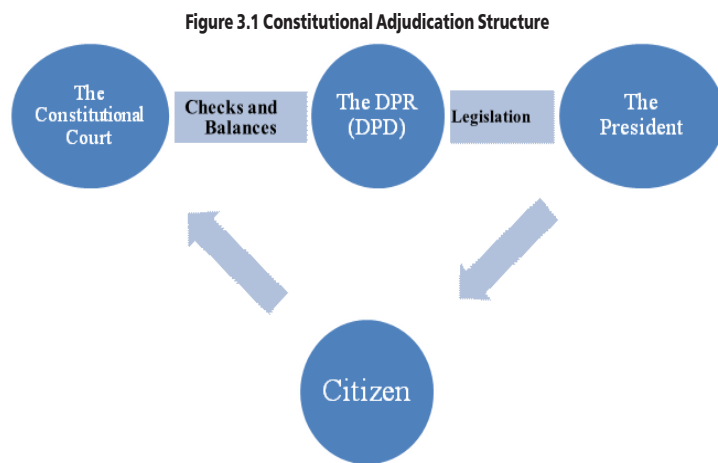 Figure 3.1 Constitutional Adjudication Structure
The
Constitutional
Court
Checks and
Balances
The DPR
(DPD)
Legislation
The
President
Citizen